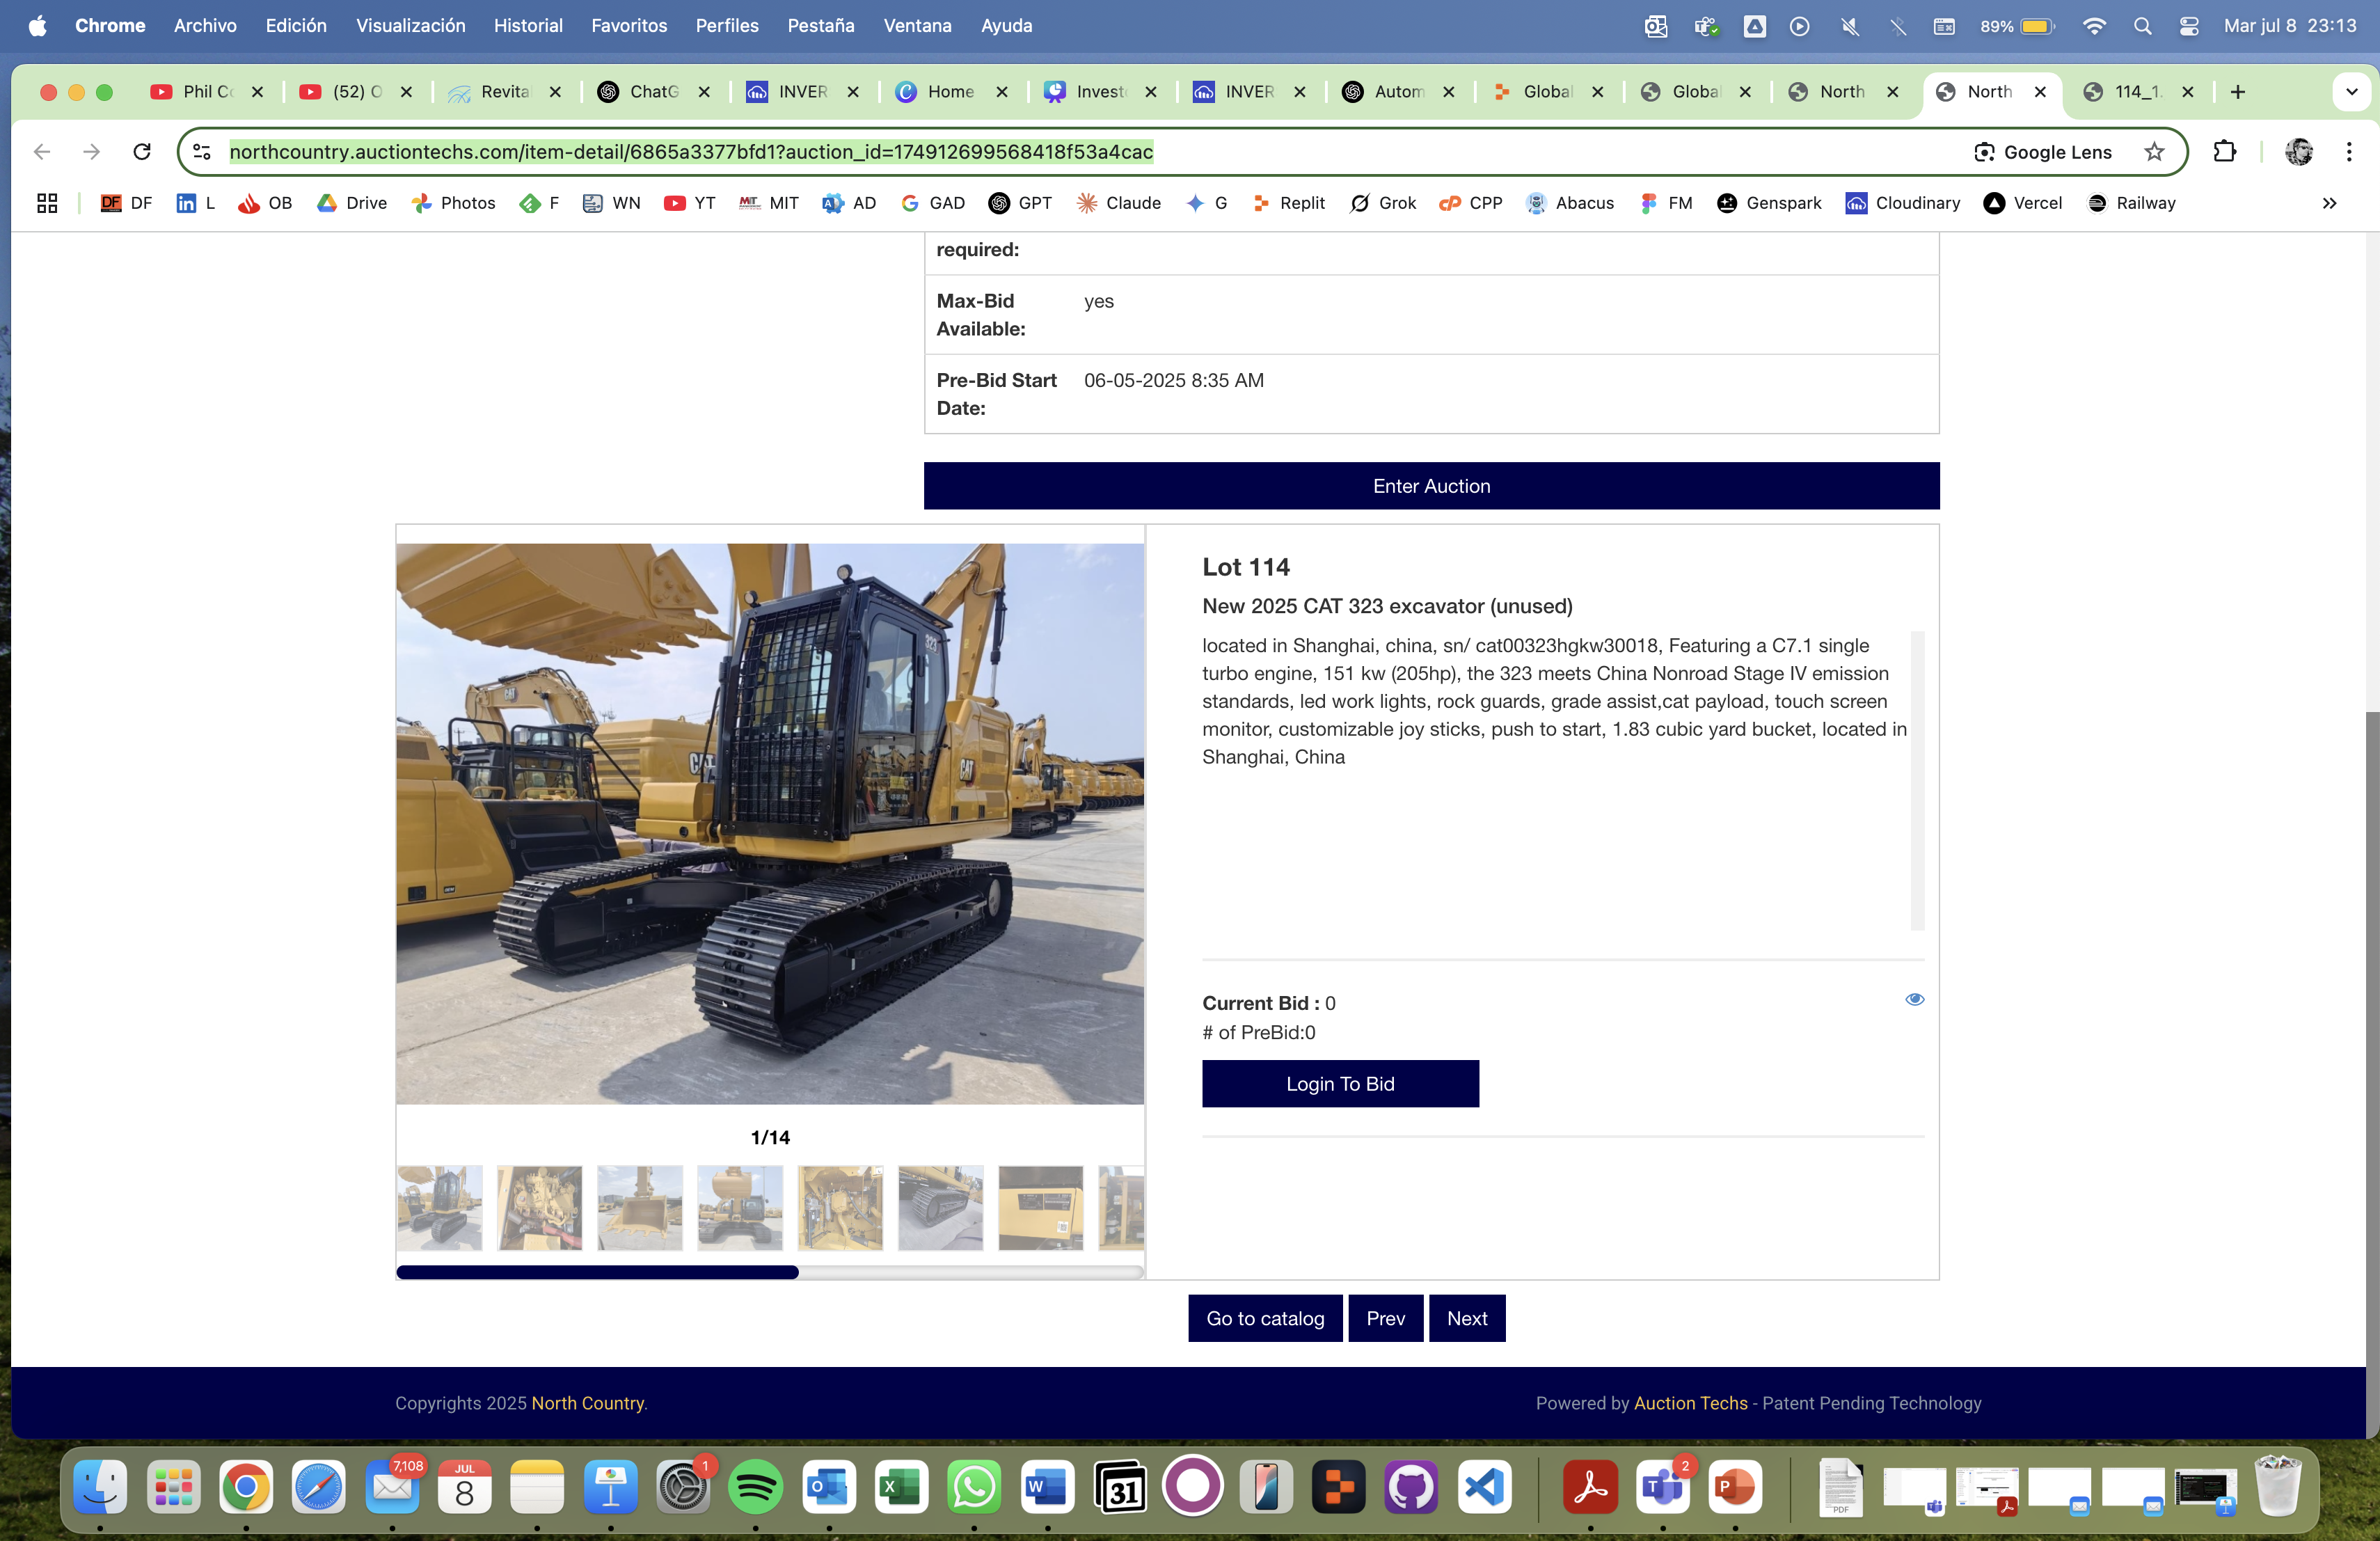 Chrome Archivo Edición Visualización Historial Favoritos Perfiles Pestaña Ventana Ayuda
89% Mar jul 8 23:13
Phil Co (52) O Revital ChatG INVER Home Invest INVER Autom Global Global North North 114_1.
northcountry.auctiontechs.com/item-detail/6865a3377bfd1?auction_id=174912699568418f53a4cac Google Lens
DF DF L OB Drive Photos F WN YT MIT AD GAD GPT Claude G Replit Grok CPP Abacus FM Genspark Cloudinary Vercel Railway
required:
Max-Bid yes
Available:
Pre-Bid Start 06-05-2025 8:35 AM
Date:
Enter Auction
323
CAT
CAT
CAT
Lot 114
New 2025 CAT 323 excavator (unused)
located in Shanghai, china, sn/ cat00323hgkw30018, Featuring a C7.1 single
turbo engine, 151 kw (205hp), the 323 meets China Nonroad Stage IV emission
standards, led work lights, rock guards, grade assist,cat payload, touch screen
monitor, customizable joy sticks, push to start, 1.83 cubic yard bucket, located in
Shanghai, China
Current Bid : 0
# of PreBid:0
Login To Bid
1/14
Go to catalog Prev Next
Copyrights 2025 North Country.
Powered by Auction Techs - Patent Pending Technology
7,108
JUL
8
1
31
2
PDF